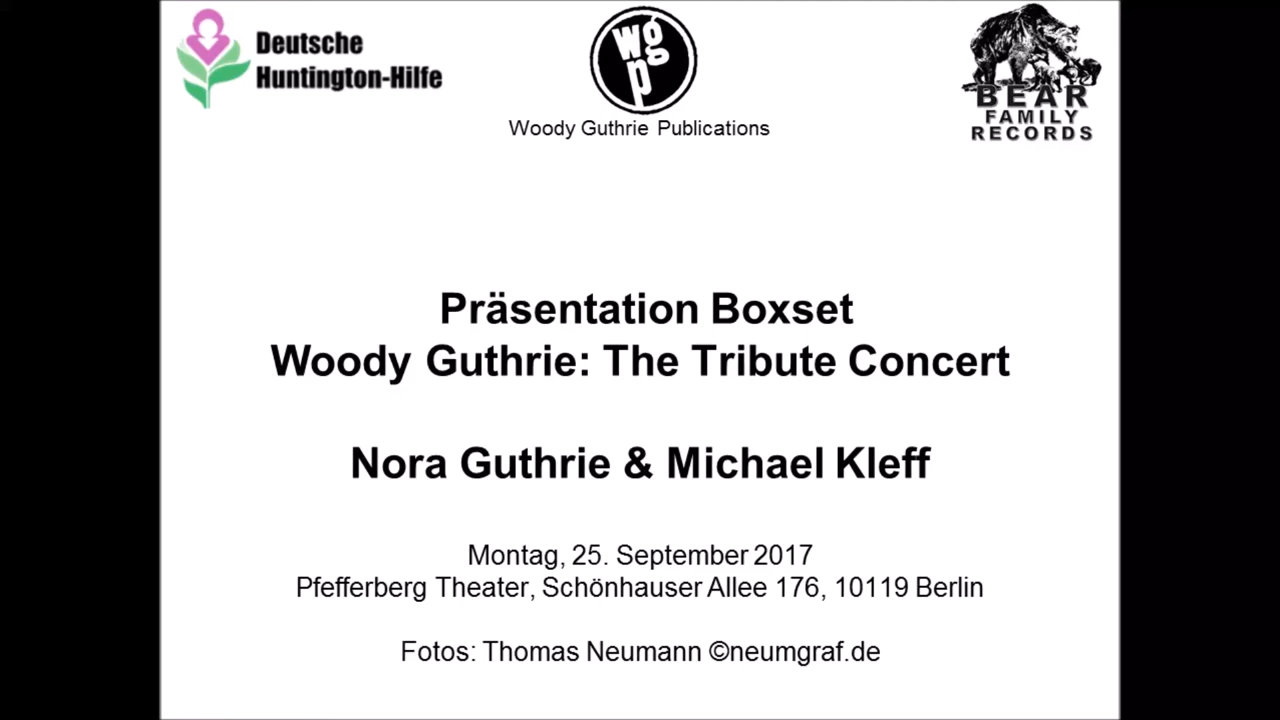 Deutsche
Huntington-Hilfe
wg
p
Woody Guthrie Publications
BEAR
FAMILY
RECORDS
Präsentation Boxset
Woody Guthrie: The Tribute Concert
Nora Guthrie & Michael Kleff
Montag, 25. September 2017
Pfefferberg Theater, Schönhauser Allee 176, 10119 Berlin
Fotos: Thomas Neumann ©neumgraf.de